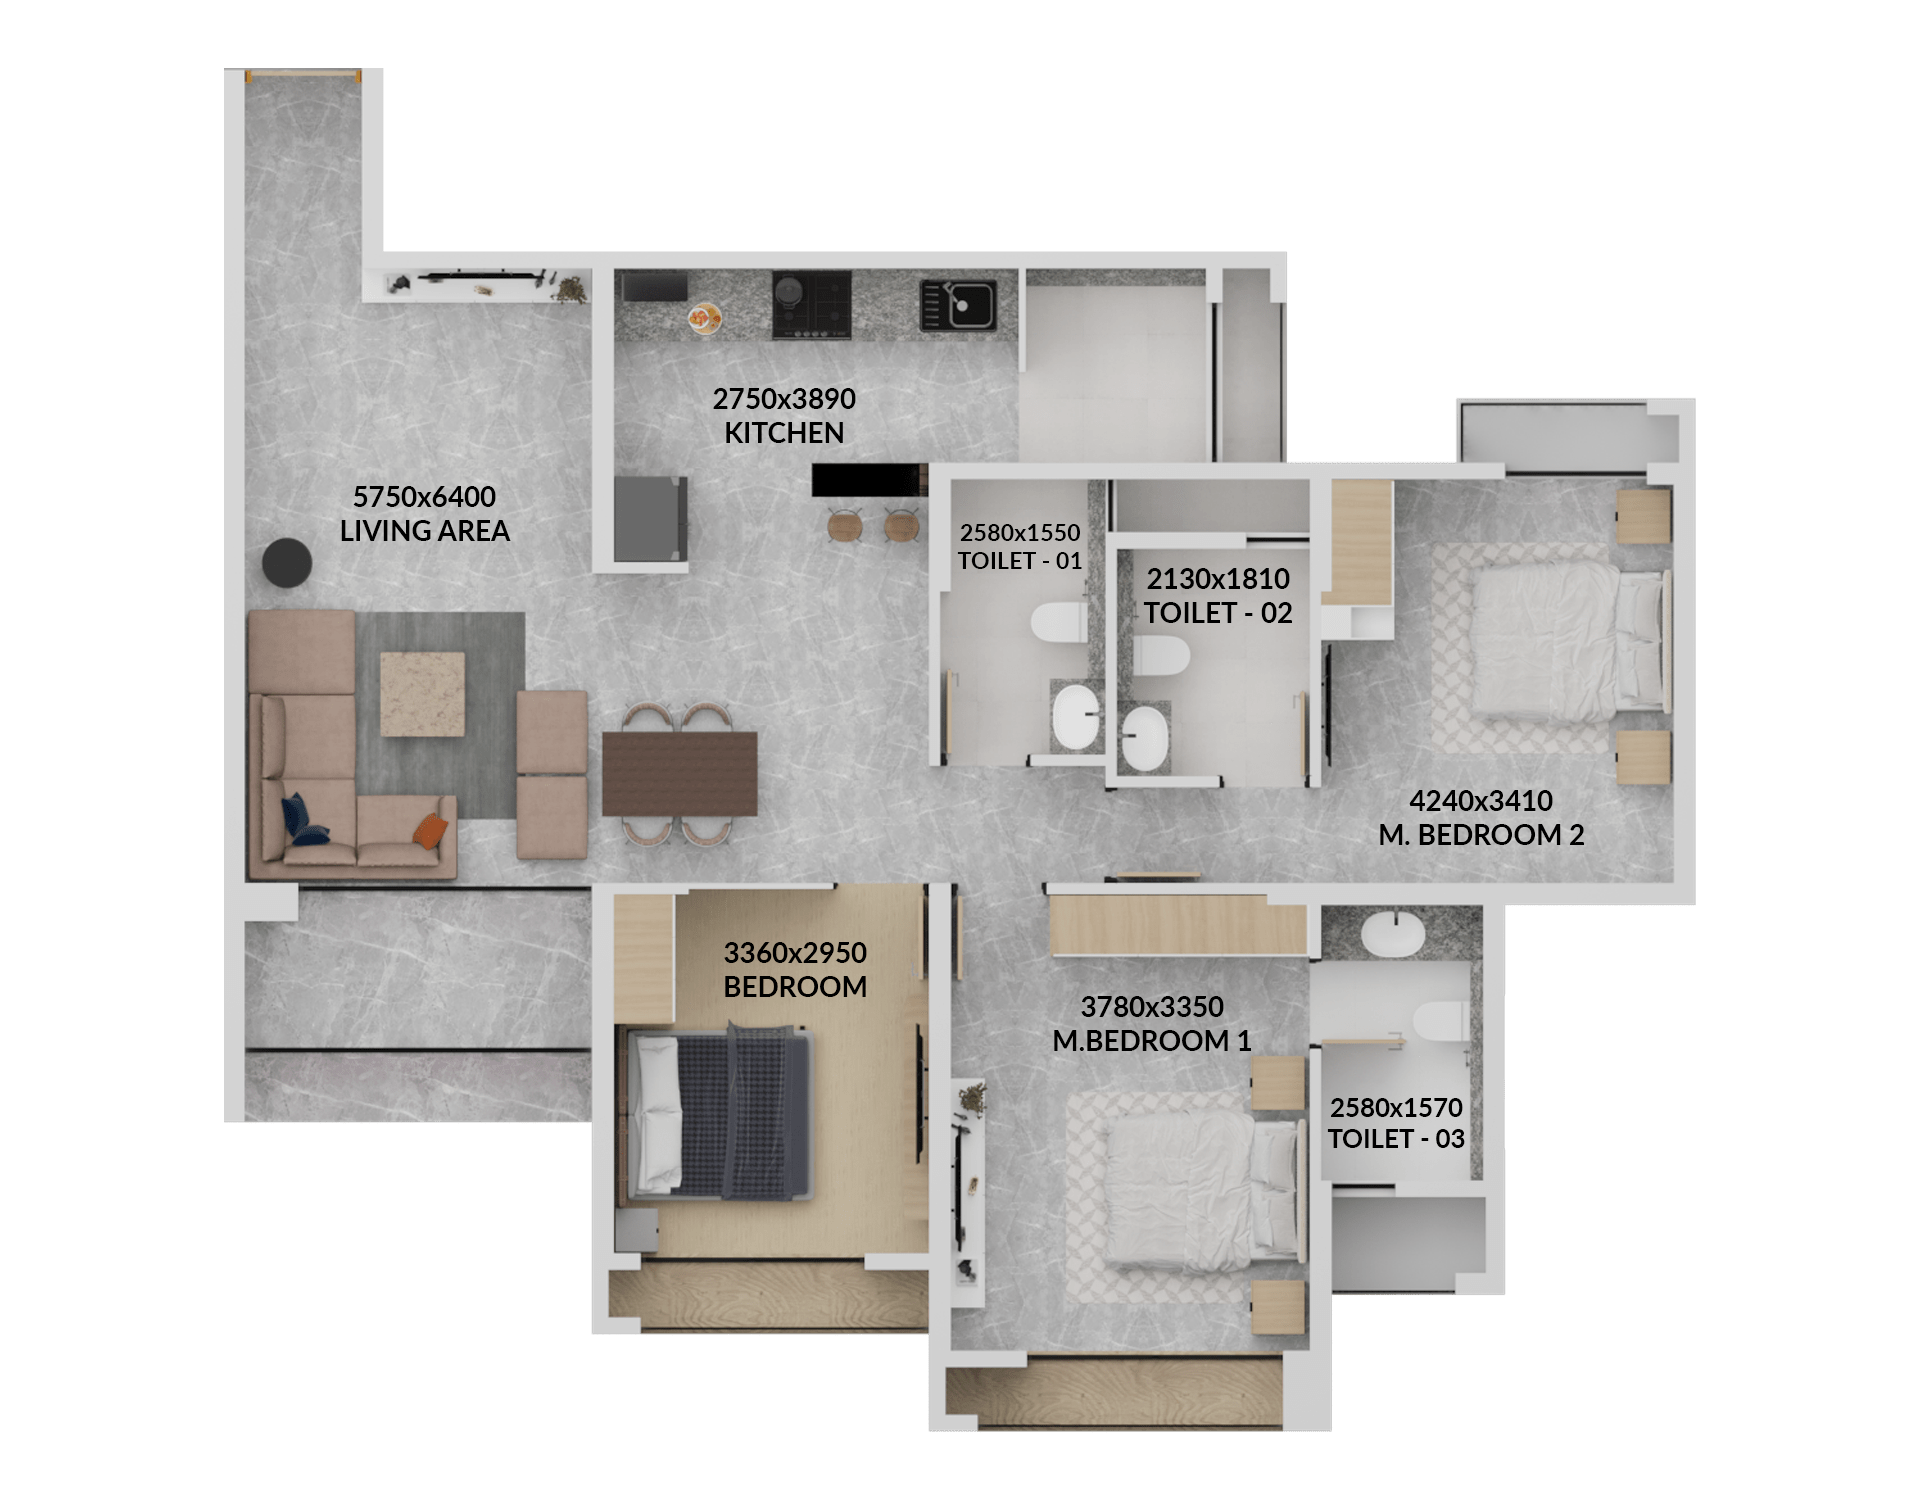 2750x3890
KITCHEN
5750x6400
LIVING AREA
2580x1550
TOILET - 01
2130x1810
TOILET - 02
4240x3410
M. BEDROOM 2
3360x2950
BEDROOM
3780x3350
M.BEDROOM 1
2580x1570
TOILET - 03